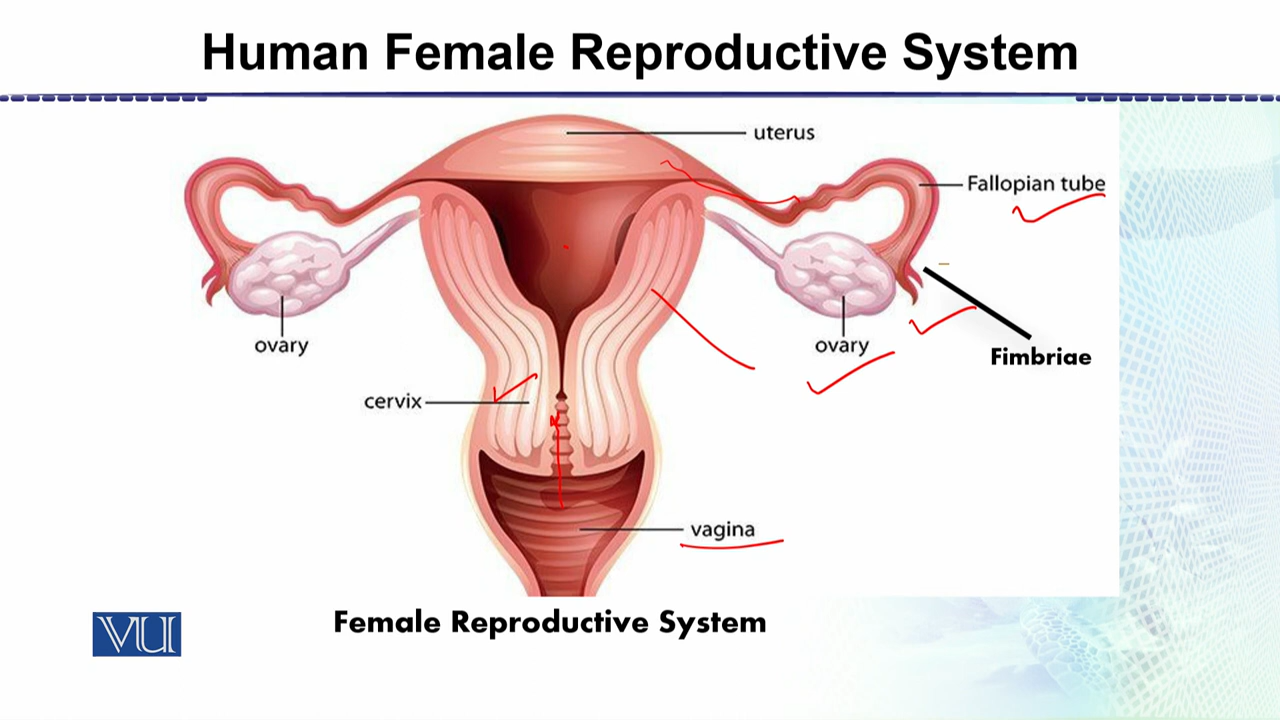 Human Female Reproductive System
uterus
Fallopian tube
ovary
ovary
Fimbriae
cervix
vagina
Female Reproductive System
VU